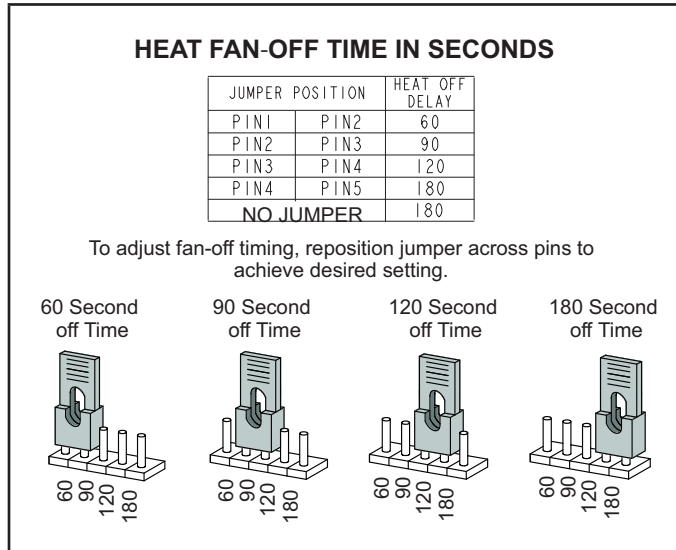 HEAT FAN-OFF TIME IN SECONDS
JUMPER POSITION HEAT OFF DELAY
PIN1 PIN2 60
PIN2 PIN3 90
PIN3 PIN4 120
PIN4 PIN5 180
NO JUMPER 180
To adjust fan-off timing, reposition jumper across pins to
achieve desired setting.
60 Second
off Time
90 Second
off Time
120 Second
off Time
180 Second
off Time
60 90 120 180
60 90 120 180
60 90 120 180
60 90 120 180